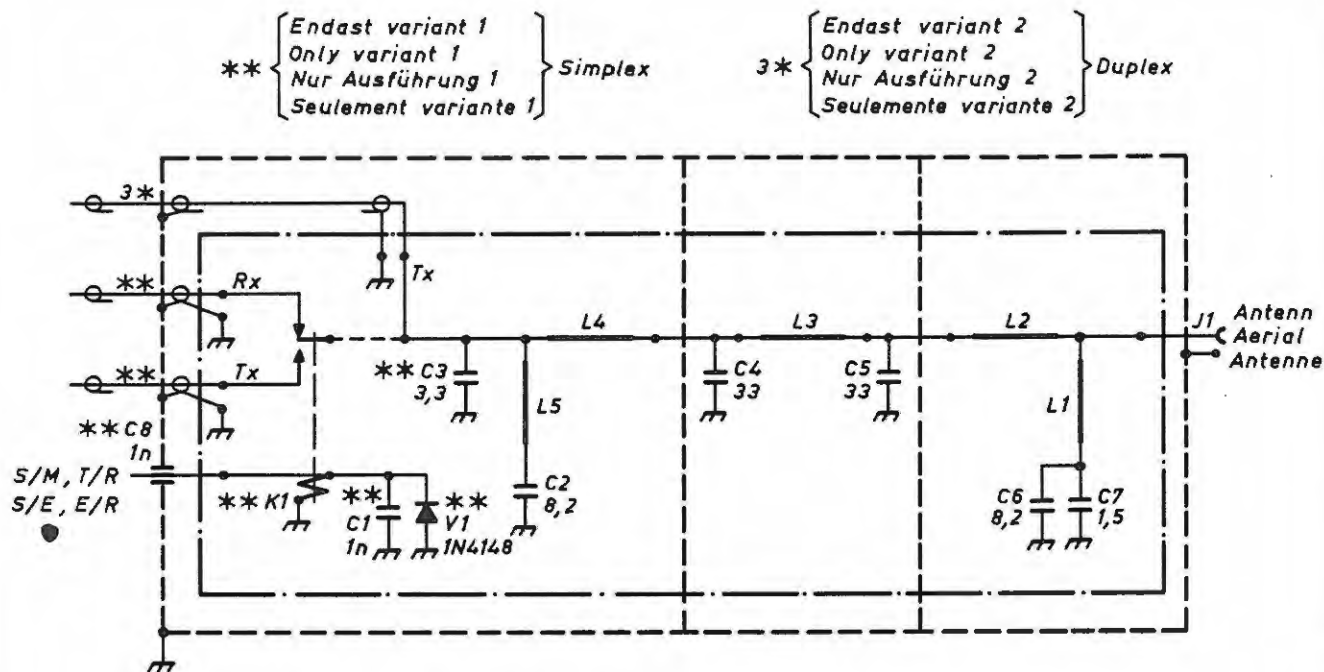 Endast variant 1
Only variant 1
** Nur Ausführung 1 Simplex
Seulement variante 1
Endast variant 2
Only variant 2
3* Nur Ausführung 2 Duplex
Seulemente variante 2
3*
Tx
** Rx
** Tx
L4
L3
L2
J1
Antenn
Aerial
Antenne
** C3
3,3
L5
C4
33
C5
33
L1
** C8
1n
S/M, T/R
S/E, E/R
** K1
**
C1
1n
**
V1
1N4148
C2
8,2
C6
8,2
C7
1,5